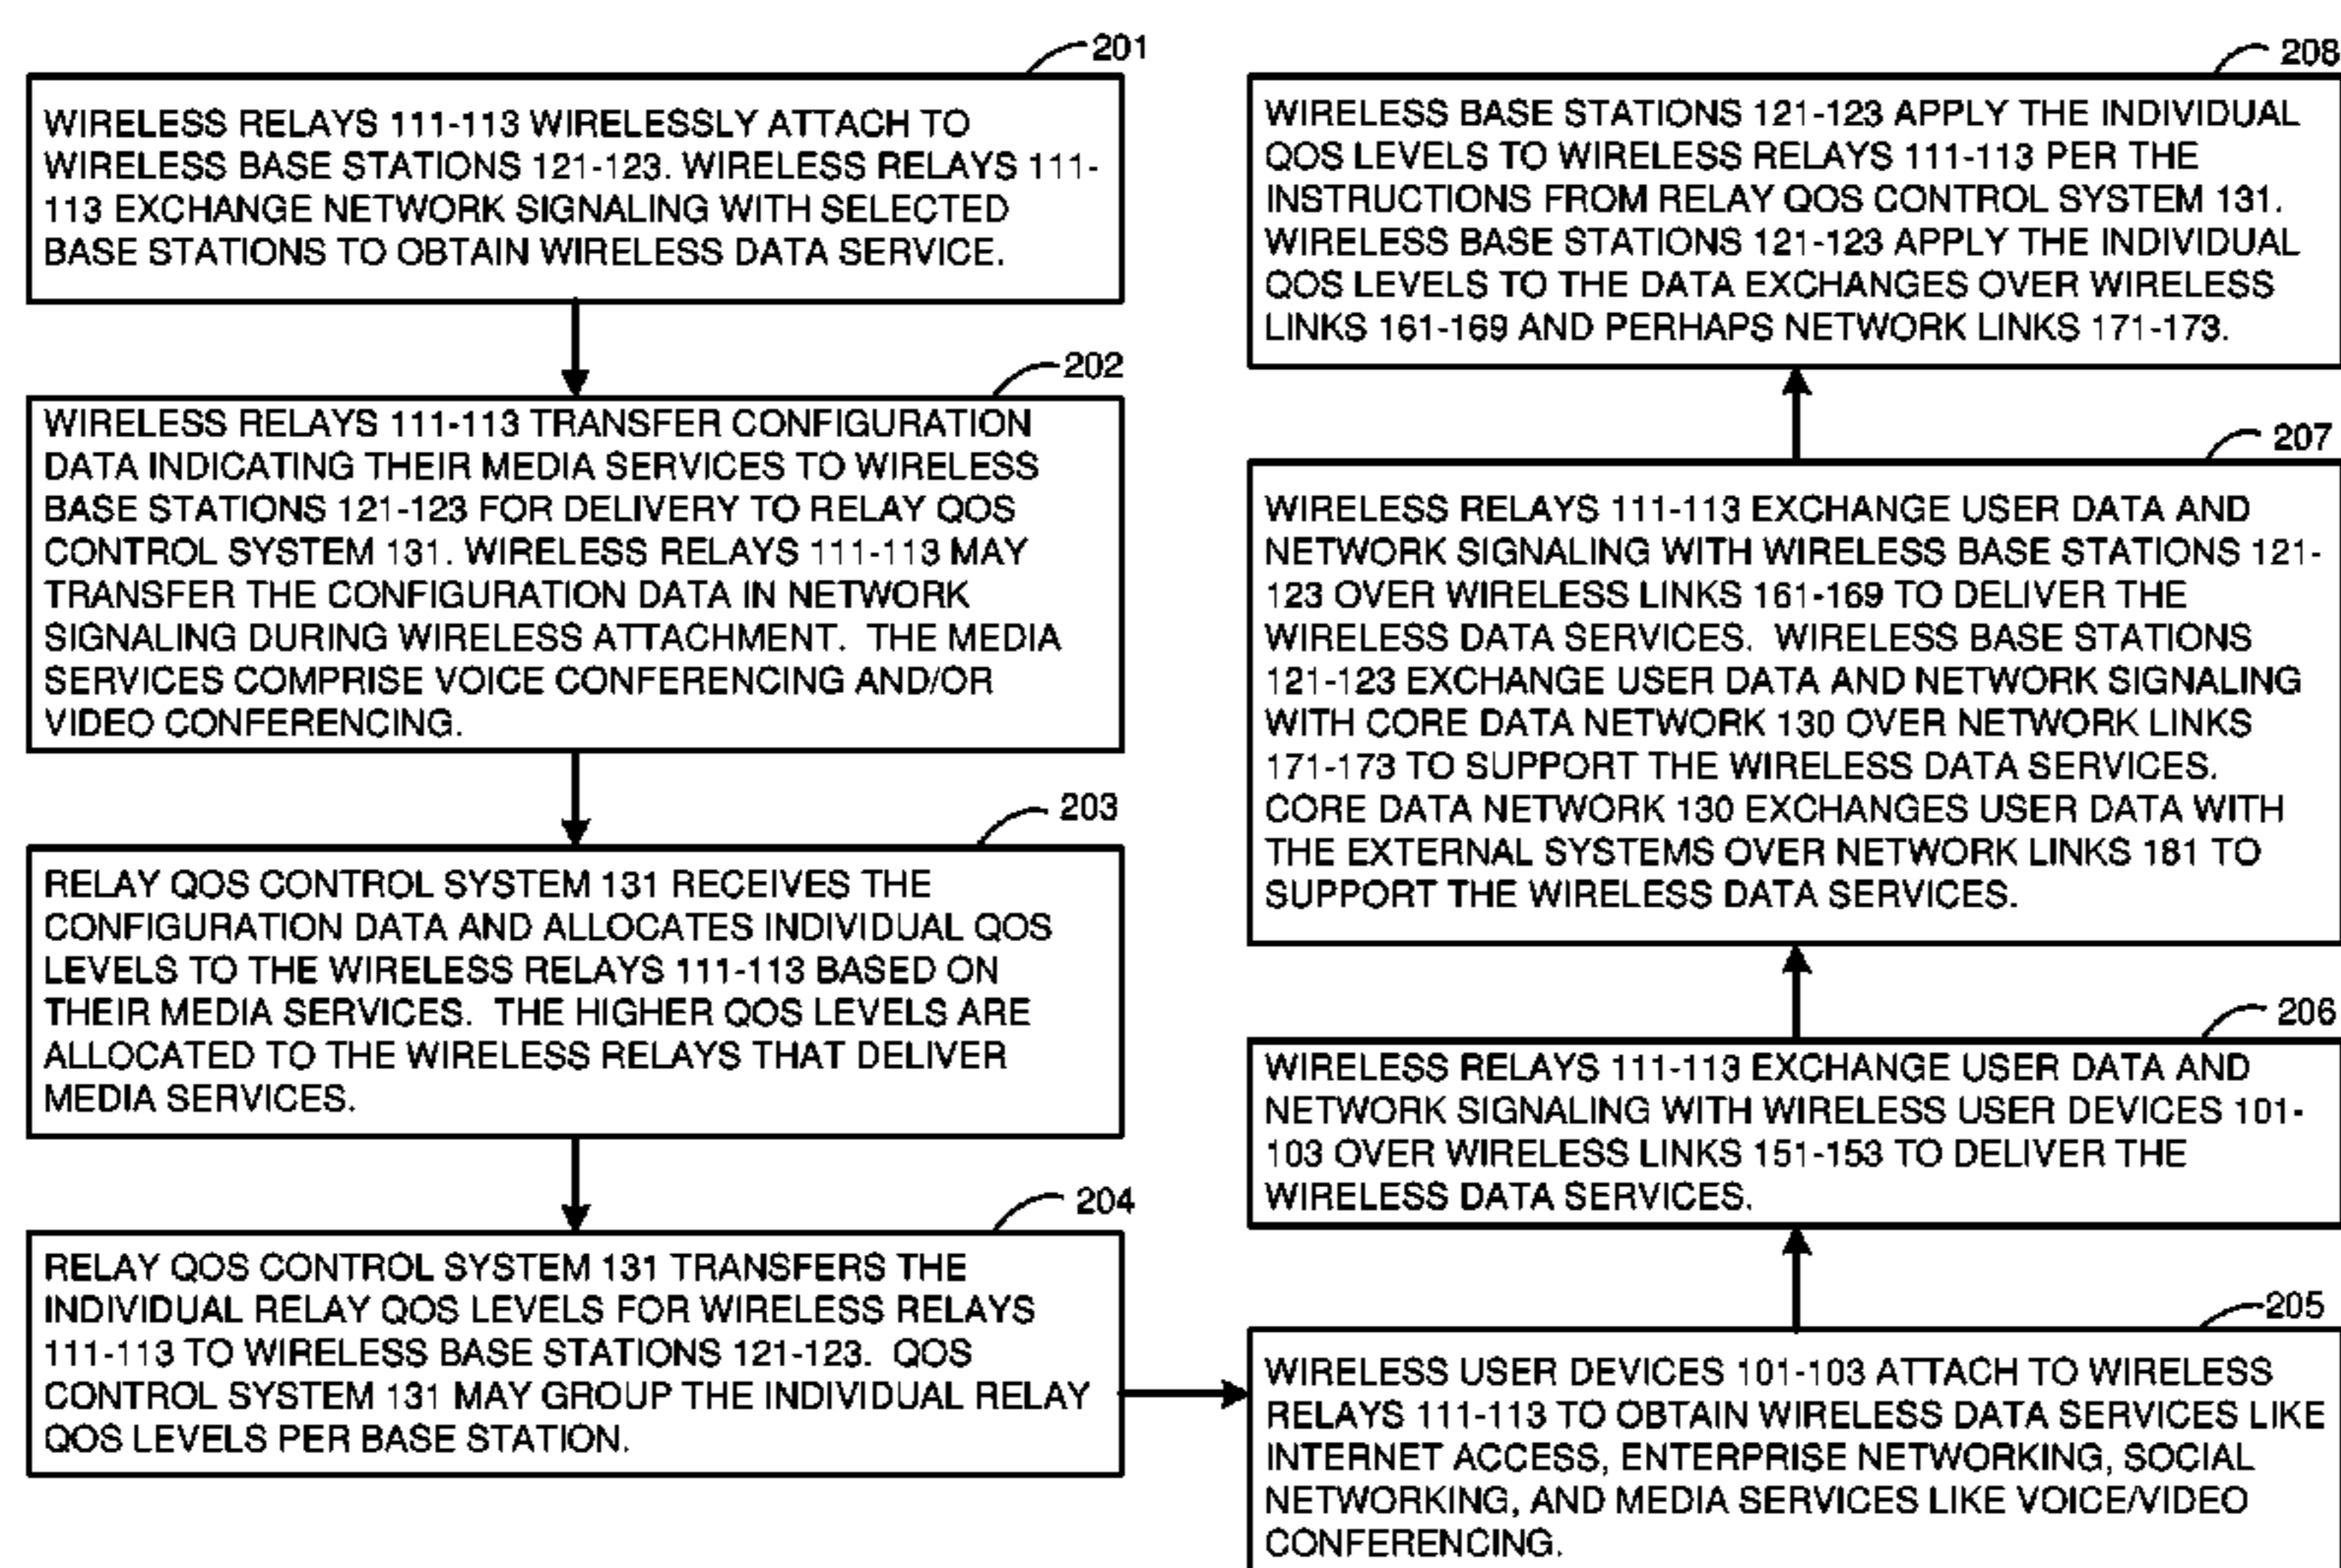 201
WIRELESS RELAYS 111-113 WIRELESSLY ATTACH TO
WIRELESS BASE STATIONS 121-123. WIRELESS RELAYS 111-
113 EXCHANGE NETWORK SIGNALING WITH SELECTED
BASE STATIONS TO OBTAIN WIRELESS DATA SERVICE.
202
WIRELESS RELAYS 111-113 TRANSFER CONFIGURATION
DATA INDICATING THEIR MEDIA SERVICES TO WIRELESS
BASE STATIONS 121-123 FOR DELIVERY TO RELAY QOS
CONTROL SYSTEM 131. WIRELESS RELAYS 111-113 MAY
TRANSFER THE CONFIGURATION DATA IN NETWORK
SIGNALING DURING WIRELESS ATTACHMENT. THE MEDIA
SERVICES COMPRISE VOICE CONFERENCING AND/OR
VIDEO CONFERENCING.
203
RELAY QOS CONTROL SYSTEM 131 RECEIVES THE
CONFIGURATION DATA AND ALLOCATES INDIVIDUAL QOS
LEVELS TO THE WIRELESS RELAYS 111-113 BASED ON
THEIR MEDIA SERVICES. THE HIGHER QOS LEVELS ARE
ALLOCATED TO THE WIRELESS RELAYS THAT DELIVER
MEDIA SERVICES.
204
RELAY QOS CONTROL SYSTEM 131 TRANSFERS THE
INDIVIDUAL RELAY QOS LEVELS FOR WIRELESS RELAYS
111-113 TO WIRELESS BASE STATIONS 121-123. QOS
CONTROL SYSTEM 131 MAY GROUP THE INDIVIDUAL RELAY
QOS LEVELS PER BASE STATION.
205
WIRELESS USER DEVICES 101-103 ATTACH TO WIRELESS
RELAYS 111-113 TO OBTAIN WIRELESS DATA SERVICES LIKE
INTERNET ACCESS, ENTERPRISE NETWORKING, SOCIAL
NETWORKING, AND MEDIA SERVICES LIKE VOICE/VIDEO
CONFERENCING.
206
WIRELESS RELAYS 111-113 EXCHANGE USER DATA AND
NETWORK SIGNALING WITH WIRELESS USER DEVICES 101-
103 OVER WIRELESS LINKS 151-153 TO DELIVER THE
WIRELESS DATA SERVICES.
207
WIRELESS RELAYS 111-113 EXCHANGE USER DATA AND
NETWORK SIGNALING WITH WIRELESS BASE STATIONS 121-
123 OVER WIRELESS LINKS 161-169 TO DELIVER THE
WIRELESS DATA SERVICES. WIRELESS BASE STATIONS
121-123 EXCHANGE USER DATA AND NETWORK SIGNALING
WITH CORE DATA NETWORK 130 OVER NETWORK LINKS
171-173 TO SUPPORT THE WIRELESS DATA SERVICES.
CORE DATA NETWORK 130 EXCHANGES USER DATA WITH
THE EXTERNAL SYSTEMS OVER NETWORK LINKS 181 TO
SUPPORT THE WIRELESS DATA SERVICES.
208
WIRELESS BASE STATIONS 121-123 APPLY THE INDIVIDUAL
QOS LEVELS TO WIRELESS RELAYS 111-113 PER THE
INSTRUCTIONS FROM RELAY QOS CONTROL SYSTEM 131.
WIRELESS BASE STATIONS 121-123 APPLY THE INDIVIDUAL
QOS LEVELS TO THE DATA EXCHANGES OVER WIRELESS
LINKS 161-169 AND PERHAPS NETWORK LINKS 171-173.